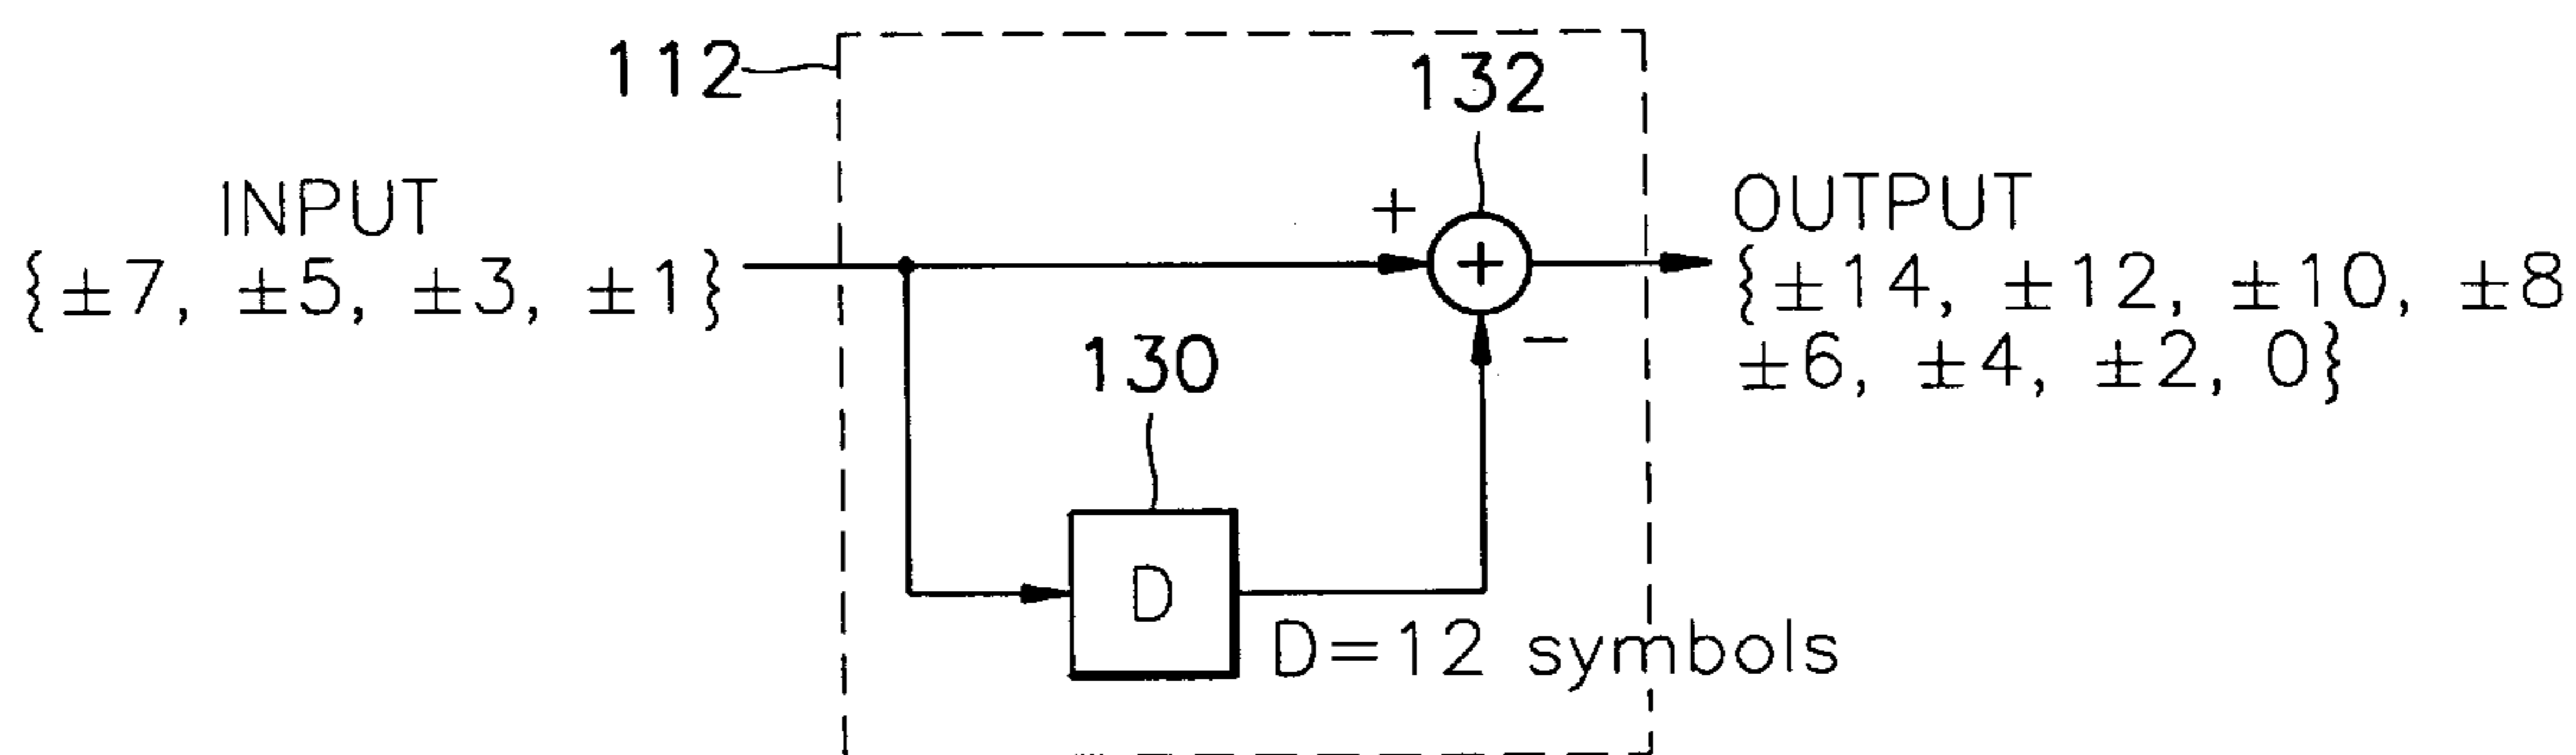 112
132
INPUT
{±7, ±5, ±3, ±1}
+
+
OUTPUT
{±14, ±12, ±10, ±8
±6, ±4, ±2, 0}
−
130
D
D=12 symbols